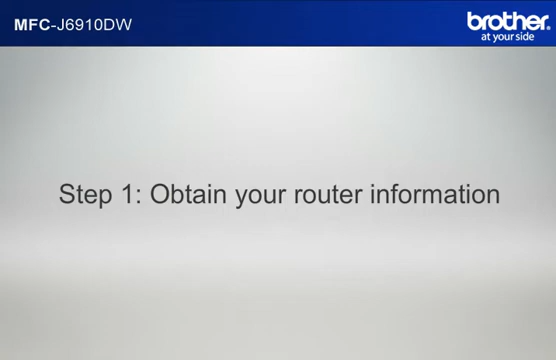 MFC-J6910DW
brother
at your side
Step 1: Obtain your router information